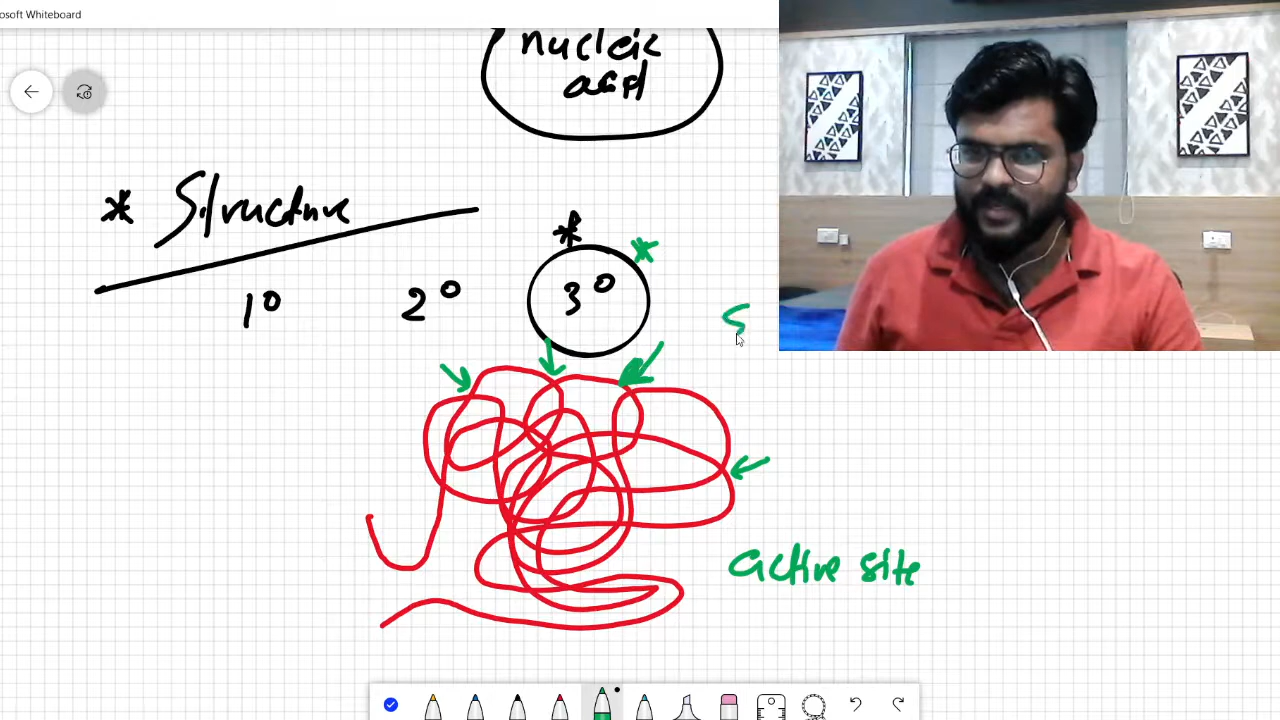 osoft Whiteboard
nucleic
acid
* Structure
*
*
1° 2° 3°
S
active site